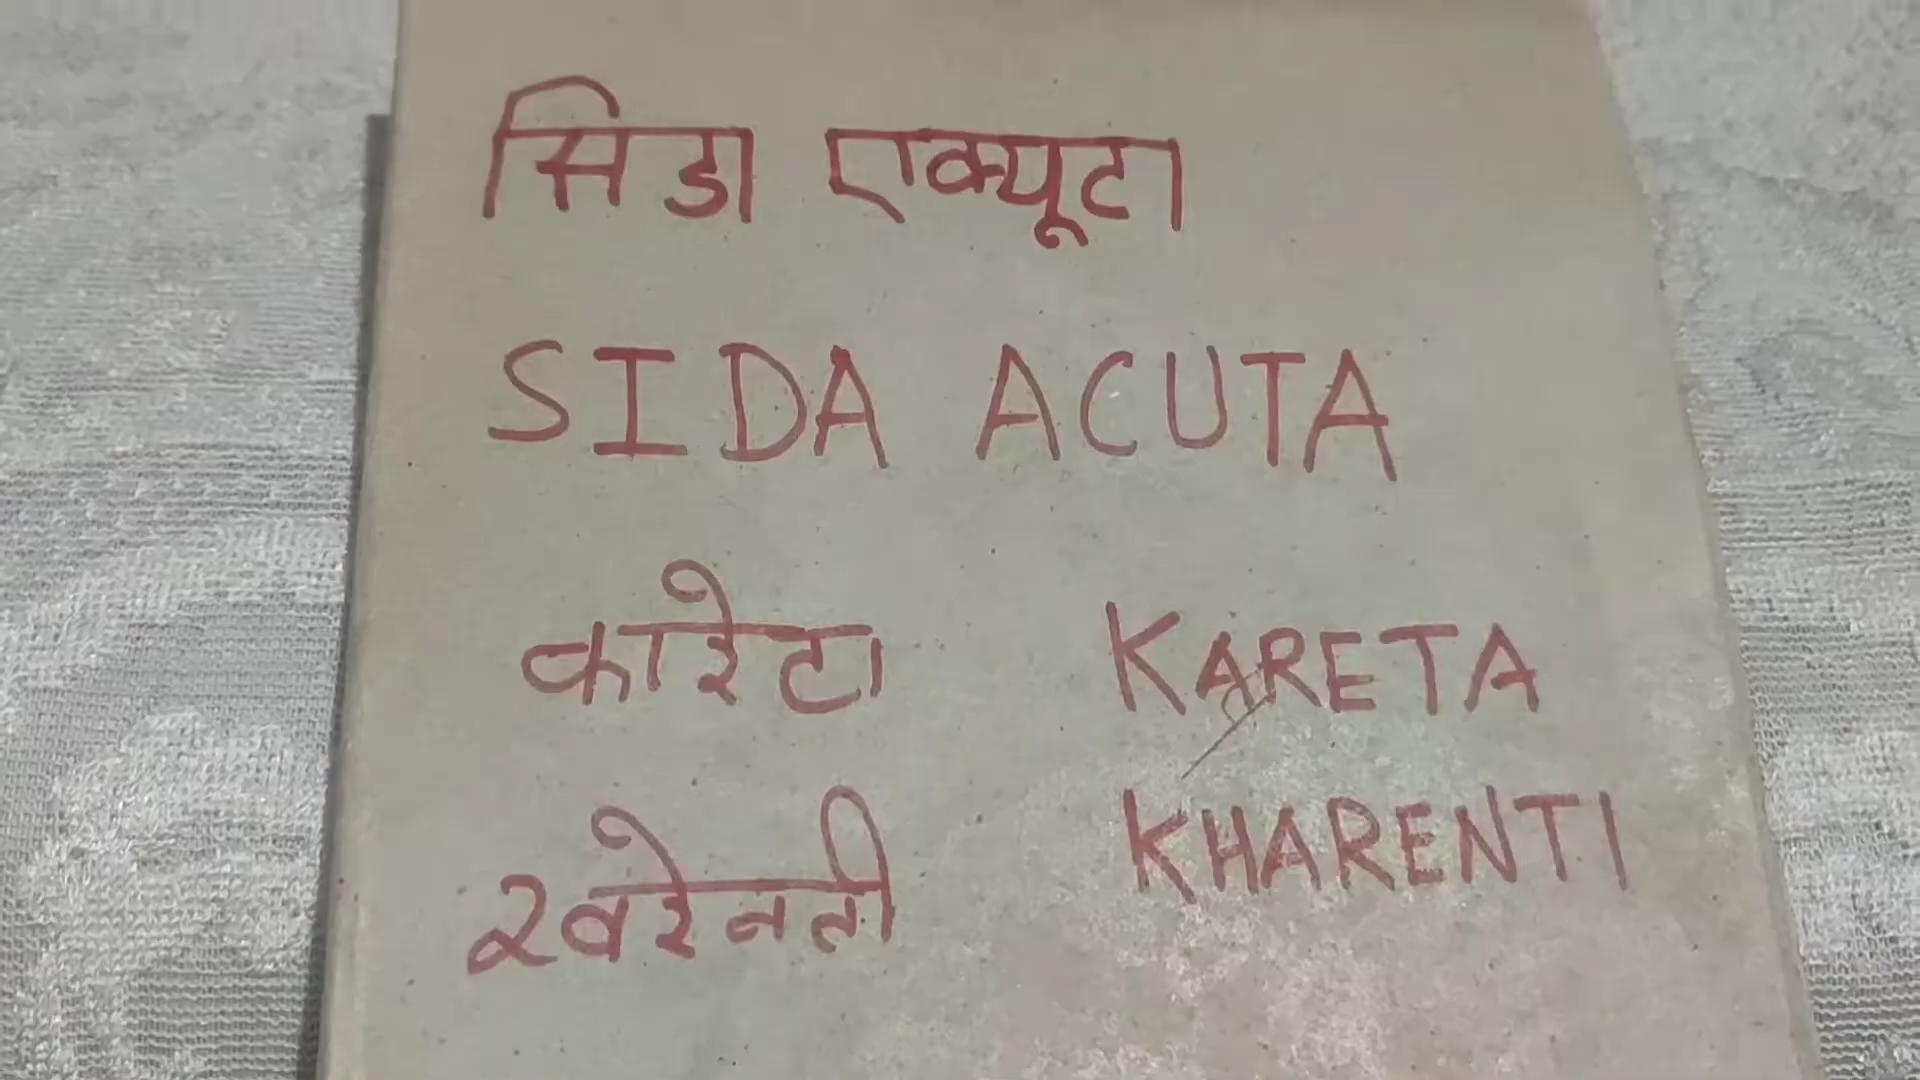 सिडा एक्यूटा
SIDA ACUTA
कारेटा KARETA
खरेनती KHARENTI